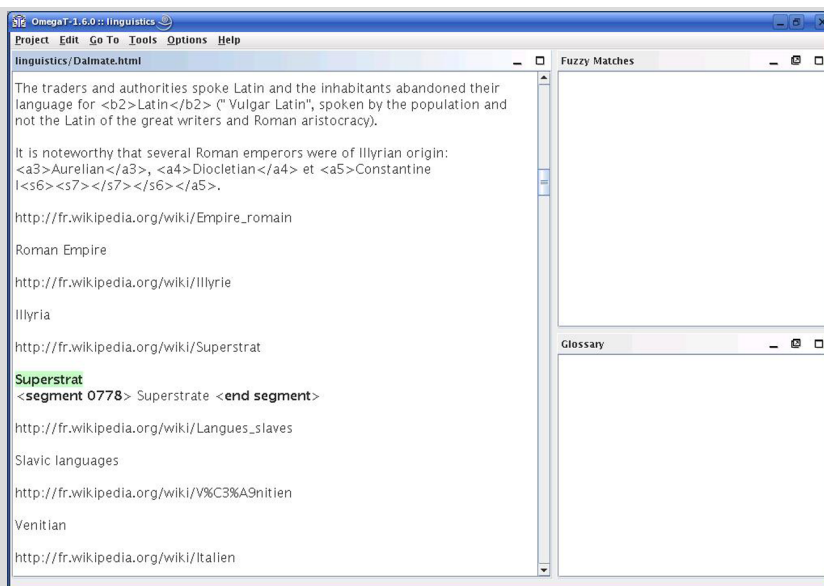 OmegaT-1.6.0 :: linguistics
Project Edit Go To Tools Options Help
linguistics/Dalmate.html
The traders and authorities spoke Latin and the inhabitants abandoned their
language for <b2>Latin</b2> (" Vulgar Latin", spoken by the population and
not the Latin of the great writers and Roman aristocracy).
It is noteworthy that several Roman emperors were of Illyrian origin:
<a3>Aurelian</a3>, <a4>Diocletian</a4> et <a5>Constantine
I<s6><s7></s7></s6></a5>.
http://fr.wikipedia.org/wiki/Empire_romain
Roman Empire
http://fr.wikipedia.org/wiki/Illyrie
Illyria
http://fr.wikipedia.org/wiki/Superstrat
Superstrat
<segment 0778> Superstrate <end segment>
http://fr.wikipedia.org/wiki/Langues_slaves
Slavic languages
http://fr.wikipedia.org/wiki/V%C3%A9nitien
Venitian
http://fr.wikipedia.org/wiki/Italien
Fuzzy Matches
Glossary